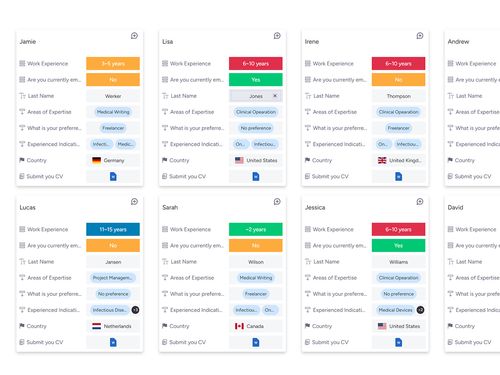 Jamie
Work Experience 3–5 years
Are you currently em... No
Last Name Werker
Areas of Expertise Medical Writing
What is your preferre... Freelancer
Experienced Indicati... Infecti... Medic...
Country Germany
Submit you CV
Lisa
Work Experience 6–10 years
Are you currently em... Yes
Last Name Jones ×
Areas of Expertise Clinical Opearation
What is your preferre... No preference
Experienced Indicati... On... Infectiou...
Country United States
Submit you CV
Irene
Work Experience 6–10 years
Are you currently em... No
Last Name Thompson
Areas of Expertise Clinical Opearation
What is your preferre... Freelancer
Experienced Indicati... On... Infectiou...
Country United Kingd...
Submit you CV
Andrew
Work Experience
Are you currently em...
Last Name
Areas of Expertise
What is your preferre...
Experienced Indicati...
Country
Submit you CV
Lucas
Work Experience 11–15 years
Are you currently em... No
Last Name Jansen
Areas of Expertise Project Managem...
What is your preferre... No preference
Experienced Indicati... Infectious Dise...
Country Netherlands
Submit you CV
Sarah
Work Experience ~2 years
Are you currently em... No
Last Name Wilson
Areas of Expertise Medical Writing
What is your preferre... Freelancer
Experienced Indicati... Infectiou... On...
Country Canada
Submit you CV
Jessica
Work Experience 6–10 years
Are you currently em... Yes
Last Name Williams
Areas of Expertise Clinical Opearation
What is your preferre... No preference
Experienced Indicati... Medical Devices
Country United States
Submit you CV
David
Work Experience
Are you currently em...
Last Name
Areas of Expertise
What is your preferre...
Experienced Indicati...
Country
Submit you CV